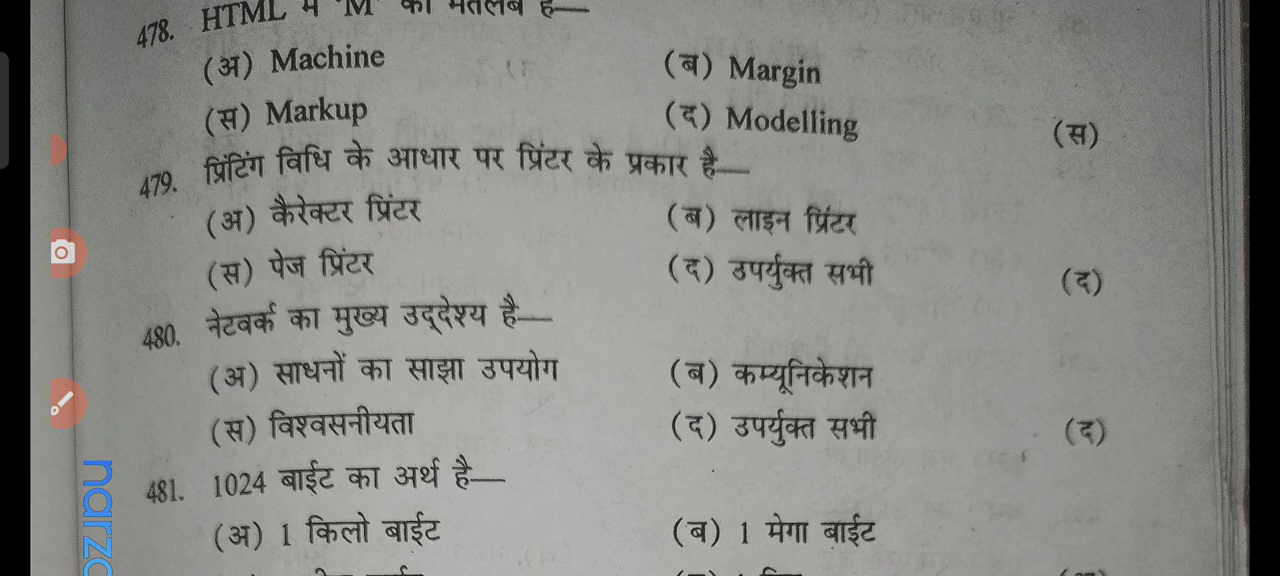 478. HTML में 'M' का मतलब है—
(अ) Machine (ब) Margin
(स) Markup (द) Modelling (स)
479. प्रिंटिंग विधि के आधार पर प्रिंटर के प्रकार है—
(अ) कैरेक्टर प्रिंटर (ब) लाइन प्रिंटर
(स) पेज प्रिंटर (द) उपर्युक्त सभी (द)
480. नेटवर्क का मुख्य उद्देश्य है—
(अ) साधनों का साझा उपयोग (ब) कम्यूनिकेशन
(स) विश्वसनीयता (द) उपर्युक्त सभी (द)
481. 1024 बाईट का अर्थ है—
(अ) 1 किलो बाईट (ब) 1 मेगा बाईट
narzo